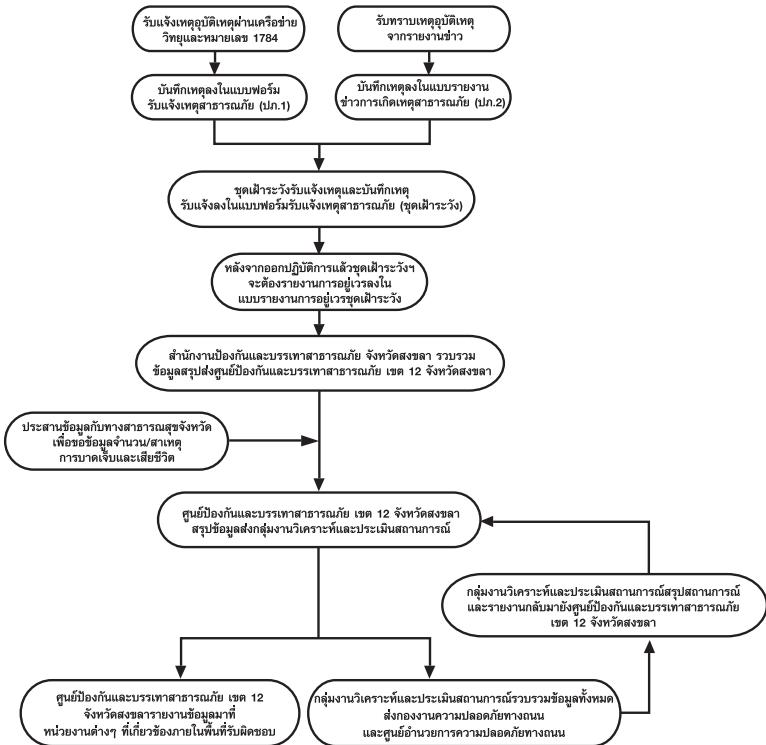 รับแจ้งเหตุอุบัติเหตุผ่านเครือข่าย
วิทยุและหมายเลข 1784
รับทราบเหตุอุบัติเหตุ
จากรายงานข่าว
บันทึกเหตุลงในแบบฟอร์ม
รับแจ้งเหตุสาธารณภัย (ปภ.1)
บันทึกเหตุลงในแบบรายงาน
ข่าวการเกิดเหตุสาธารณภัย (ปภ.2)
ชุดเฝ้าระวังรับแจ้งเหตุและบันทึกเหตุ
รับแจ้งลงในแบบฟอร์มรับแจ้งเหตุสาธารณภัย (ชุดเฝ้าระวัง)
หลังจากออกปฏิบัติการแล้วชุดเฝ้าระวังฯ
จะต้องรายงานการอยู่เวรลงใน
แบบรายงานการอยู่เวรชุดเฝ้าระวัง
สำนักงานป้องกันและบรรเทาสาธารณภัย จังหวัดสงขลา รวบรวม
ข้อมูลสรุปส่งศูนย์ป้องกันและบรรเทาสาธารณภัย เขต 12 จังหวัดสงขลา
ประสานข้อมูลกับทางสาธารณสุขจังหวัด
เพื่อขอข้อมูลจำนวน/สาเหตุ
การบาดเจ็บและเสียชีวิต
ศูนย์ป้องกันและบรรเทาสาธารณภัย เขต 12 จังหวัดสงขลา
สรุปข้อมูลส่งกลุ่มงานวิเคราะห์และประเมินสถานการณ์
กลุ่มงานวิเคราะห์และประเมินสถานการณ์สรุปสถานการณ์
และรายงานกลับมายังศูนย์ป้องกันและบรรเทาสาธารณภัย
เขต 12 จังหวัดสงขลา
ศูนย์ป้องกันและบรรเทาสาธารณภัย เขต 12
จังหวัดสงขลารายงานข้อมูลมาที่
หน่วยงานต่างๆ ที่เกี่ยวข้องภายในพื้นที่รับผิดชอบ
กลุ่มงานวิเคราะห์และประเมินสถานการณ์รวบรวมข้อมูลทั้งหมด
ส่งกองงานความปลอดภัยทางถนน
และศูนย์อำนวยการความปลอดภัยทางถนน